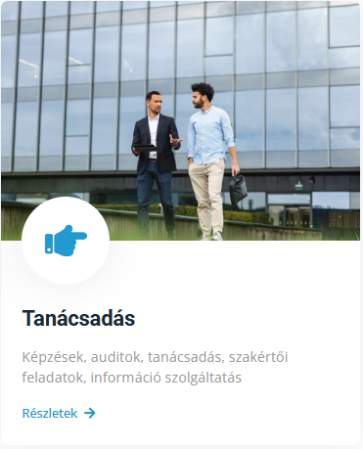 Tanácsadás
Képzések, auditok, tanácsadás, szakértői
feladatok, információ szolgáltatás
Részletek →